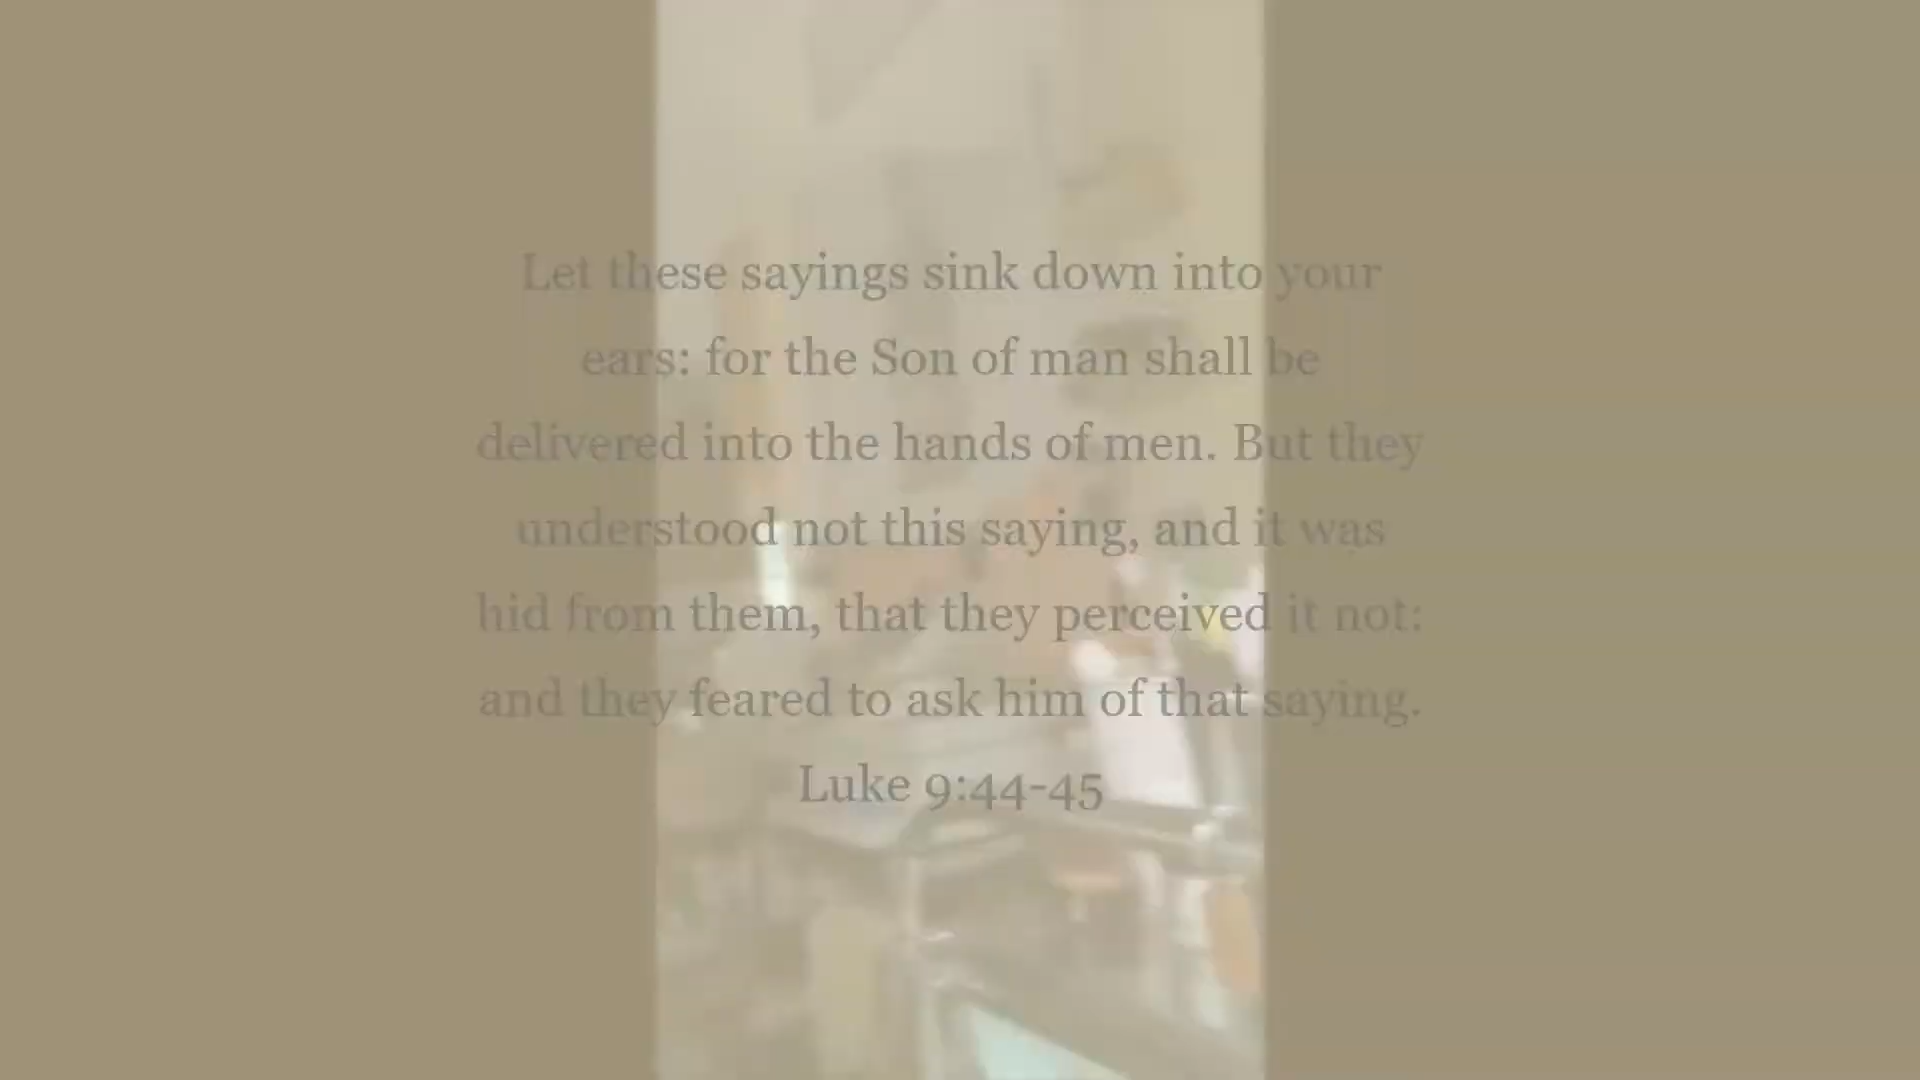 Let these sayings sink down into your
ears: for the Son of man shall be
delivered into the hands of men. But they
understood not this saying, and it was
hid from them, that they perceived it not:
and they feared to ask him of that saying.
Luke 9:44-45